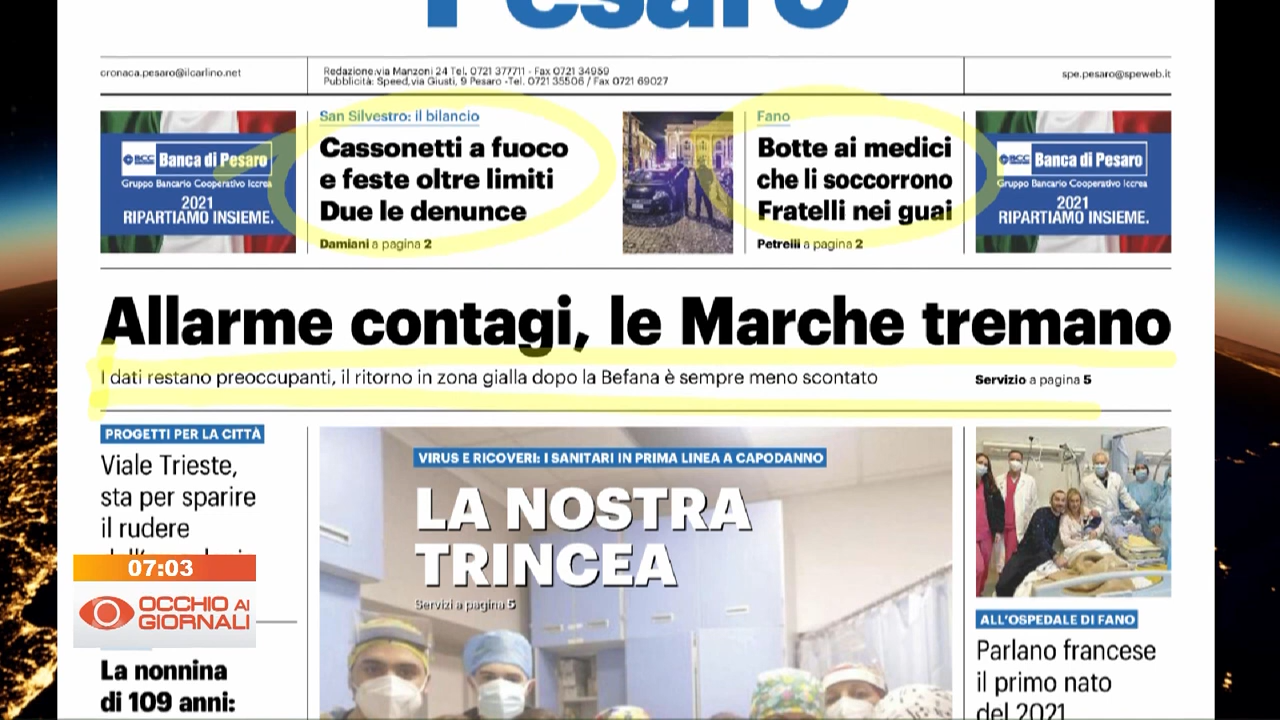 Pesaro
cronaca.pesaro@ilcarlino.net
Redazione:via Manzoni 24 Tel. 0721 377711 - Fax 0721 34959
Pubblicità: Speed, via Giusti, 9 Pesaro -Tel. 0721 35506 / Fax 0721 69027
spe.pesaro@speweb.it
BCC Banca di Pesaro
Gruppo Bancario Cooperativo Iccrea
2021
RIPARTIAMO INSIEME.
San Silvestro: il bilancio
Cassonetti a fuoco
e feste oltre limiti
Due le denunce
Damiani a pagina 2
Fano
Botte ai medici
che li soccorrono
Fratelli nei guai
Petrelli a pagina 2
BCC Banca di Pesaro
Gruppo Bancario Cooperativo Iccrea
2021
RIPARTIAMO INSIEME.
Allarme contagi, le Marche tremano
I dati restano preoccupanti, il ritorno in zona gialla dopo la Befana è sempre meno scontato
Servizio a pagina 5
PROGETTI PER LA CITTÀ
Viale Trieste,
sta per sparire
il rudere
07:03
OCCHIO AI
GIORNALI
La nonnina
di 109 anni:
VIRUS E RICOVERI: I SANITARI IN PRIMA LINEA A CAPODANNO
LA NOSTRA
TRINCEA
Servizi a pagina 5
ALL'OSPEDALE DI FANO
Parlano francese
il primo nato
del 2021